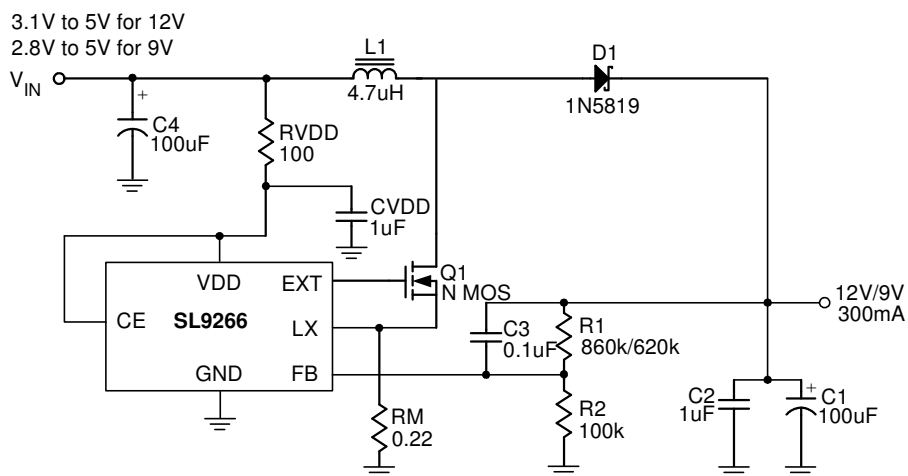 3.1V to 5V for 12V
2.8V to 5V for 9V
VIN
L1
4.7uH
D1
1N5819
+
C4
100uF
RVDD
100
CVDD
1uF
VDD
EXT
Q1
N MOS
CE
SL9266
LX
GND
FB
C3
0.1uF
R1
860k/620k
12V/9V
300mA
RM
0.22
R2
100k
C2
1uF
+
C1
100uF